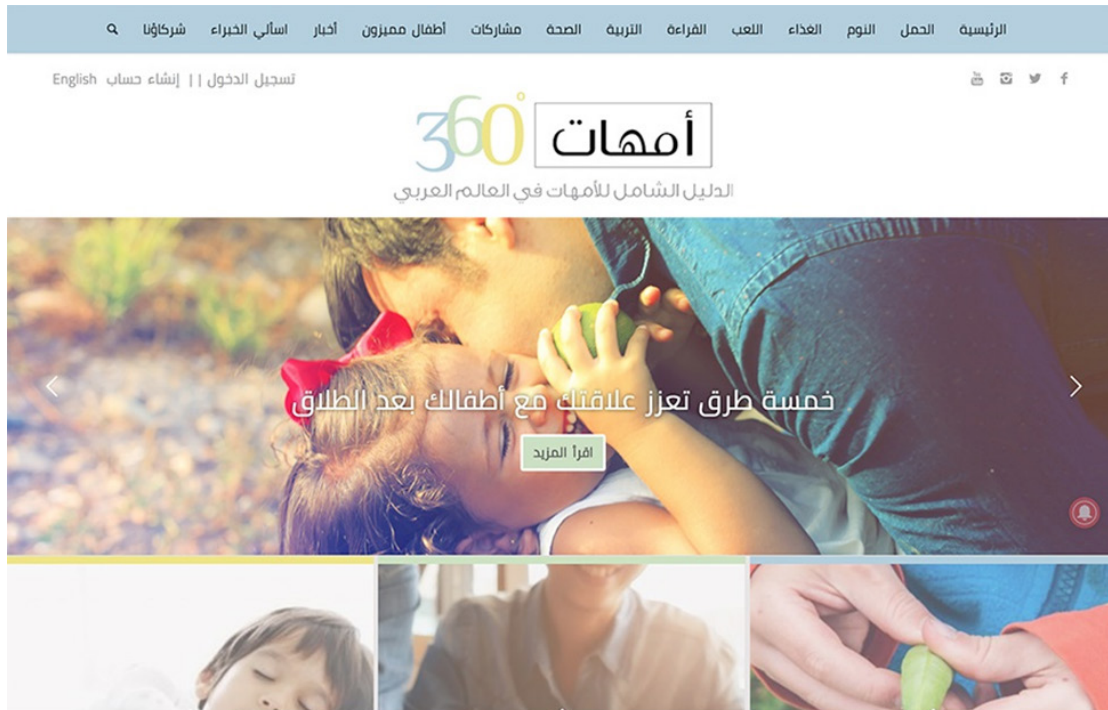 الرئيسية الحمل النوم الغذاء اللعب القراءة التربية الصحة مشاركات أطفال مميزون أخبار اسألي الخبراء شركاؤنا
تسجيل الدخول || إنشاء حساب English
أمهات 360°
الدليل الشامل للأمهات في العالم العربي
خمسة طرق تعزز علاقتك مع أطفالك بعد الطلاق
اقرأ المزيد